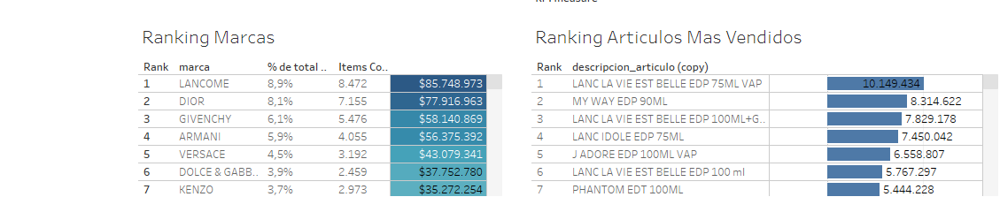 Ranking Marcas
Rank marca % de total .. Items Co..
1 LANCOME 8,9% 8.472 $85.748.973
2 DIOR 8,1% 7.155 $77.916.963
3 GIVENCHY 6,1% 5.476 $58.140.869
4 ARMANI 5,9% 4.055 $56.375.392
5 VERSACE 4,5% 3.192 $43.079.341
6 DOLCE & GABB.. 3,9% 2.459 $37.752.780
7 KENZO 3,7% 2.973 $35.272.254
Ranking Articulos Mas Vendidos
Rank descripcion_articulo (copy)
1 LANC LA VIE EST BELLE EDP 75ML VAP 10.149.434
2 MY WAY EDP 90ML 8.314.622
3 LANC LA VIE EST BELLE EDP 100ML+G.. 7.829.178
4 LANC IDOLE EDP 75ML 7.450.042
5 J ADORE EDP 100ML VAP 6.558.807
6 LANC LA VIE EST BELLE EDP 100 ml 5.767.297
7 PHANTOM EDT 100ML 5.444.228